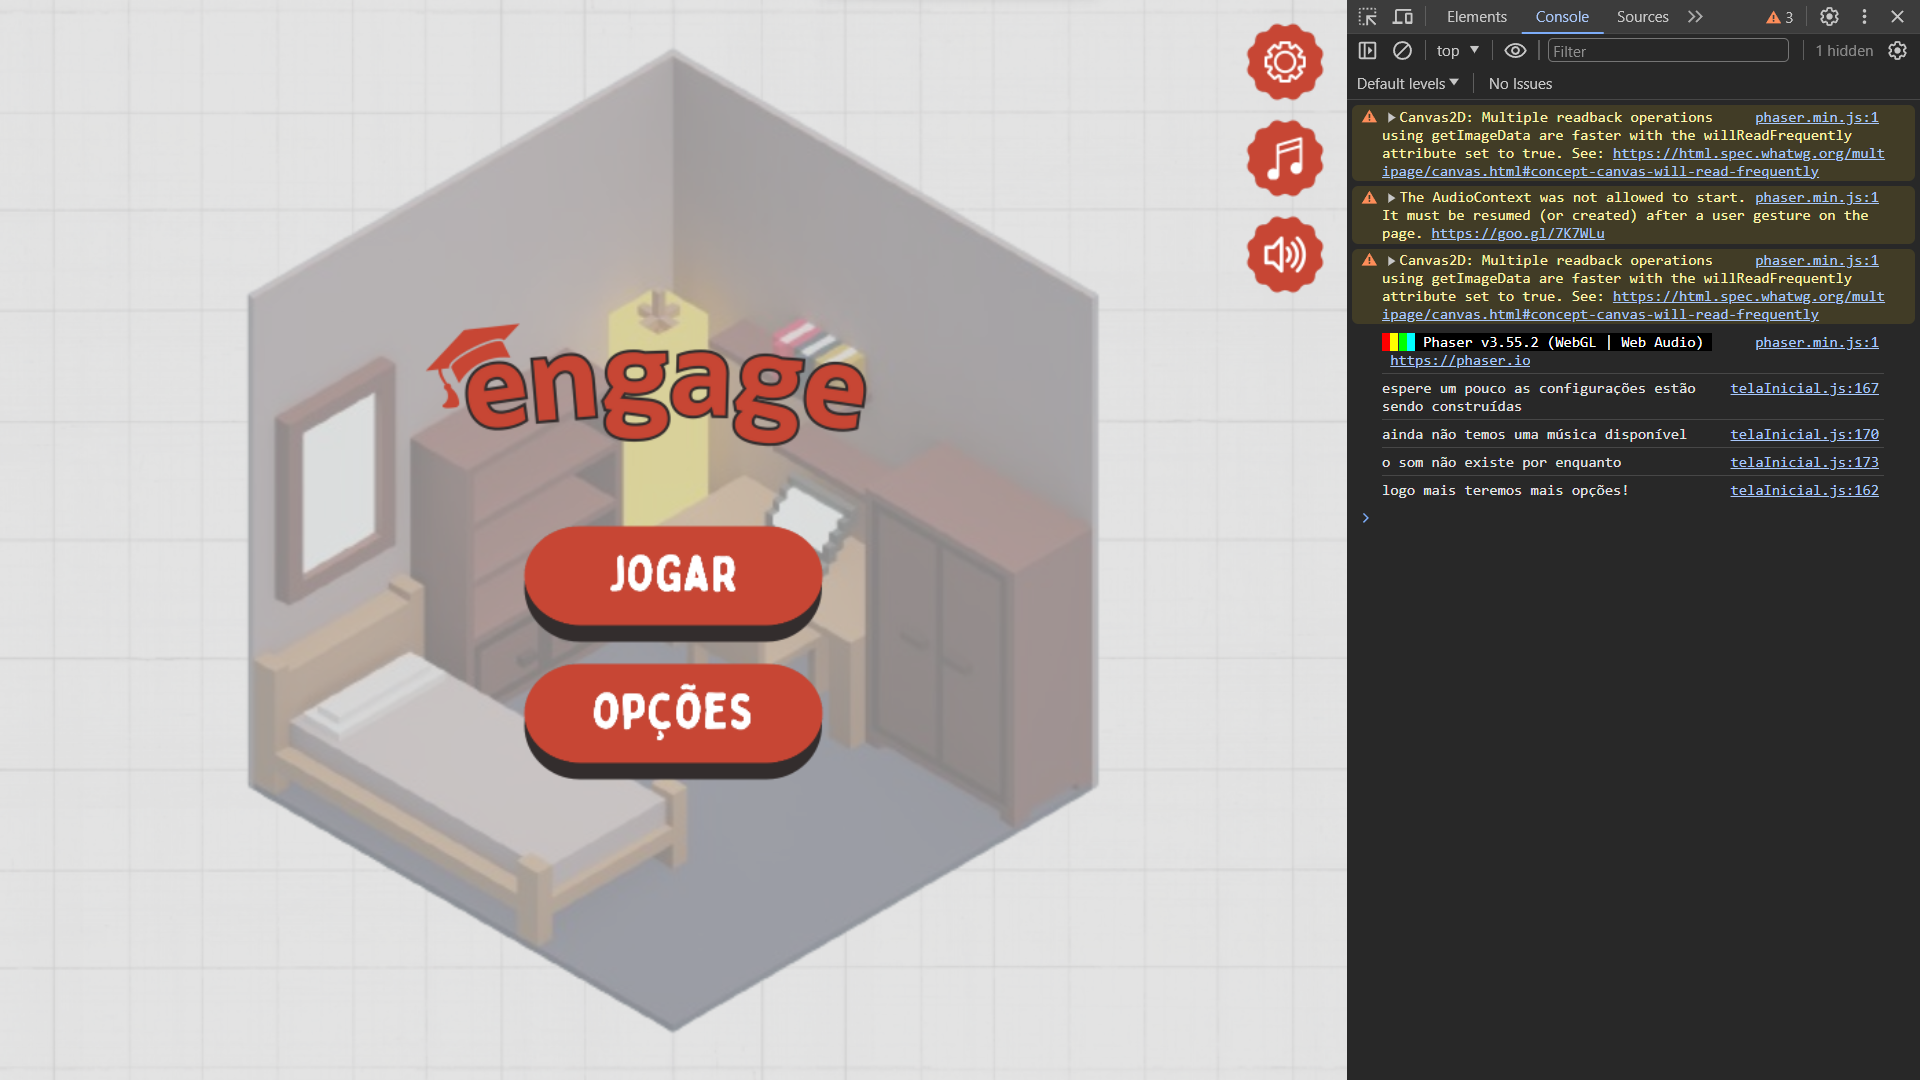 engage
JOGAR
OPÇÕES
Elements Console Sources 3
top Filter 1 hidden
Default levels No Issues
Canvas2D: Multiple readback operations phaser.min.js:1
using getImageData are faster with the willReadFrequently
attribute set to true. See: https://html.spec.whatwg.org/mult
ipage/canvas.html#concept-canvas-will-read-frequently
The AudioContext was not allowed to start. phaser.min.js:1
It must be resumed (or created) after a user gesture on the
page. https://goo.gl/7K7WLu
Canvas2D: Multiple readback operations phaser.min.js:1
using getImageData are faster with the willReadFrequently
attribute set to true. See: https://html.spec.whatwg.org/mult
ipage/canvas.html#concept-canvas-will-read-frequently
Phaser v3.55.2 (WebGL | Web Audio) phaser.min.js:1
https://phaser.io
espere um pouco as configurações estão telaInicial.js:167
sendo construídas
ainda não temos uma música disponível telaInicial.js:170
o som não existe por enquanto telaInicial.js:173
logo mais teremos mais opções! telaInicial.js:162